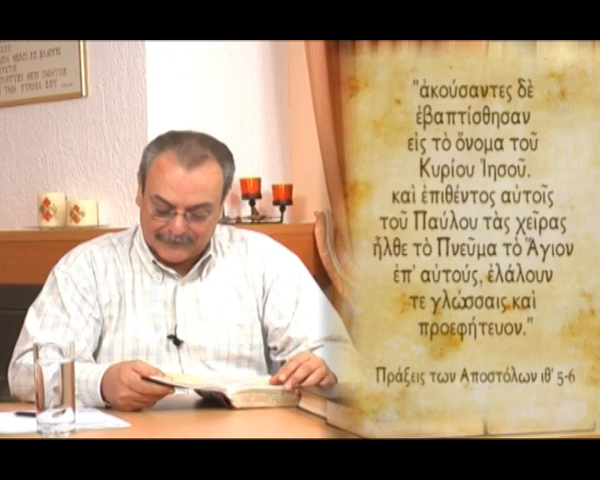 ΑΠΟ ΠΑΝΤΟΣ
"ἀκούσαντες δὲ
ἐβαπτίσθησαν
εἰς τὸ ὄνομα τοῦ
Κυρίου Ἰησοῦ.
καὶ ἐπιθέντος αὐτοῖς
τοῦ Παύλου τὰς χεῖρας
ἦλθε τὸ Πνεῦμα τὸ Ἅγιον
ἐπ' αὐτούς, ἐλάλουν
τε γλώσσαις καὶ
προεφήτευον."
Πράξεις των Αποστόλων ιθ' 5-6